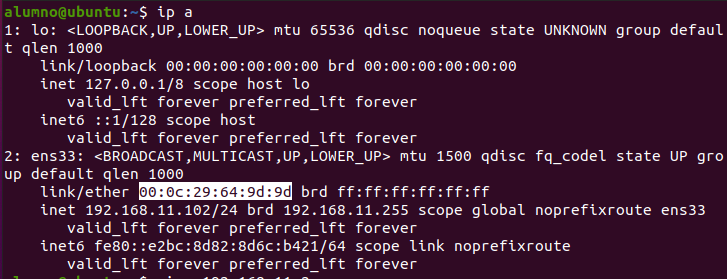 alumno@ubuntu:~$ ip a
1: lo: <LOOPBACK,UP,LOWER_UP> mtu 65536 qdisc noqueue state UNKNOWN group defaul
t qlen 1000
    link/loopback 00:00:00:00:00:00 brd 00:00:00:00:00:00
    inet 127.0.0.1/8 scope host lo
       valid_lft forever preferred_lft forever
    inet6 ::1/128 scope host
       valid_lft forever preferred_lft forever
2: ens33: <BROADCAST,MULTICAST,UP,LOWER_UP> mtu 1500 qdisc fq_codel state UP gro
up default qlen 1000
    link/ether 00:0c:29:64:9d:9d brd ff:ff:ff:ff:ff:ff
    inet 192.168.11.102/24 brd 192.168.11.255 scope global noprefixroute ens33
       valid_lft forever preferred_lft forever
    inet6 fe80::e2bc:8d82:8d6c:b421/64 scope link noprefixroute
       valid_lft forever preferred_lft forever